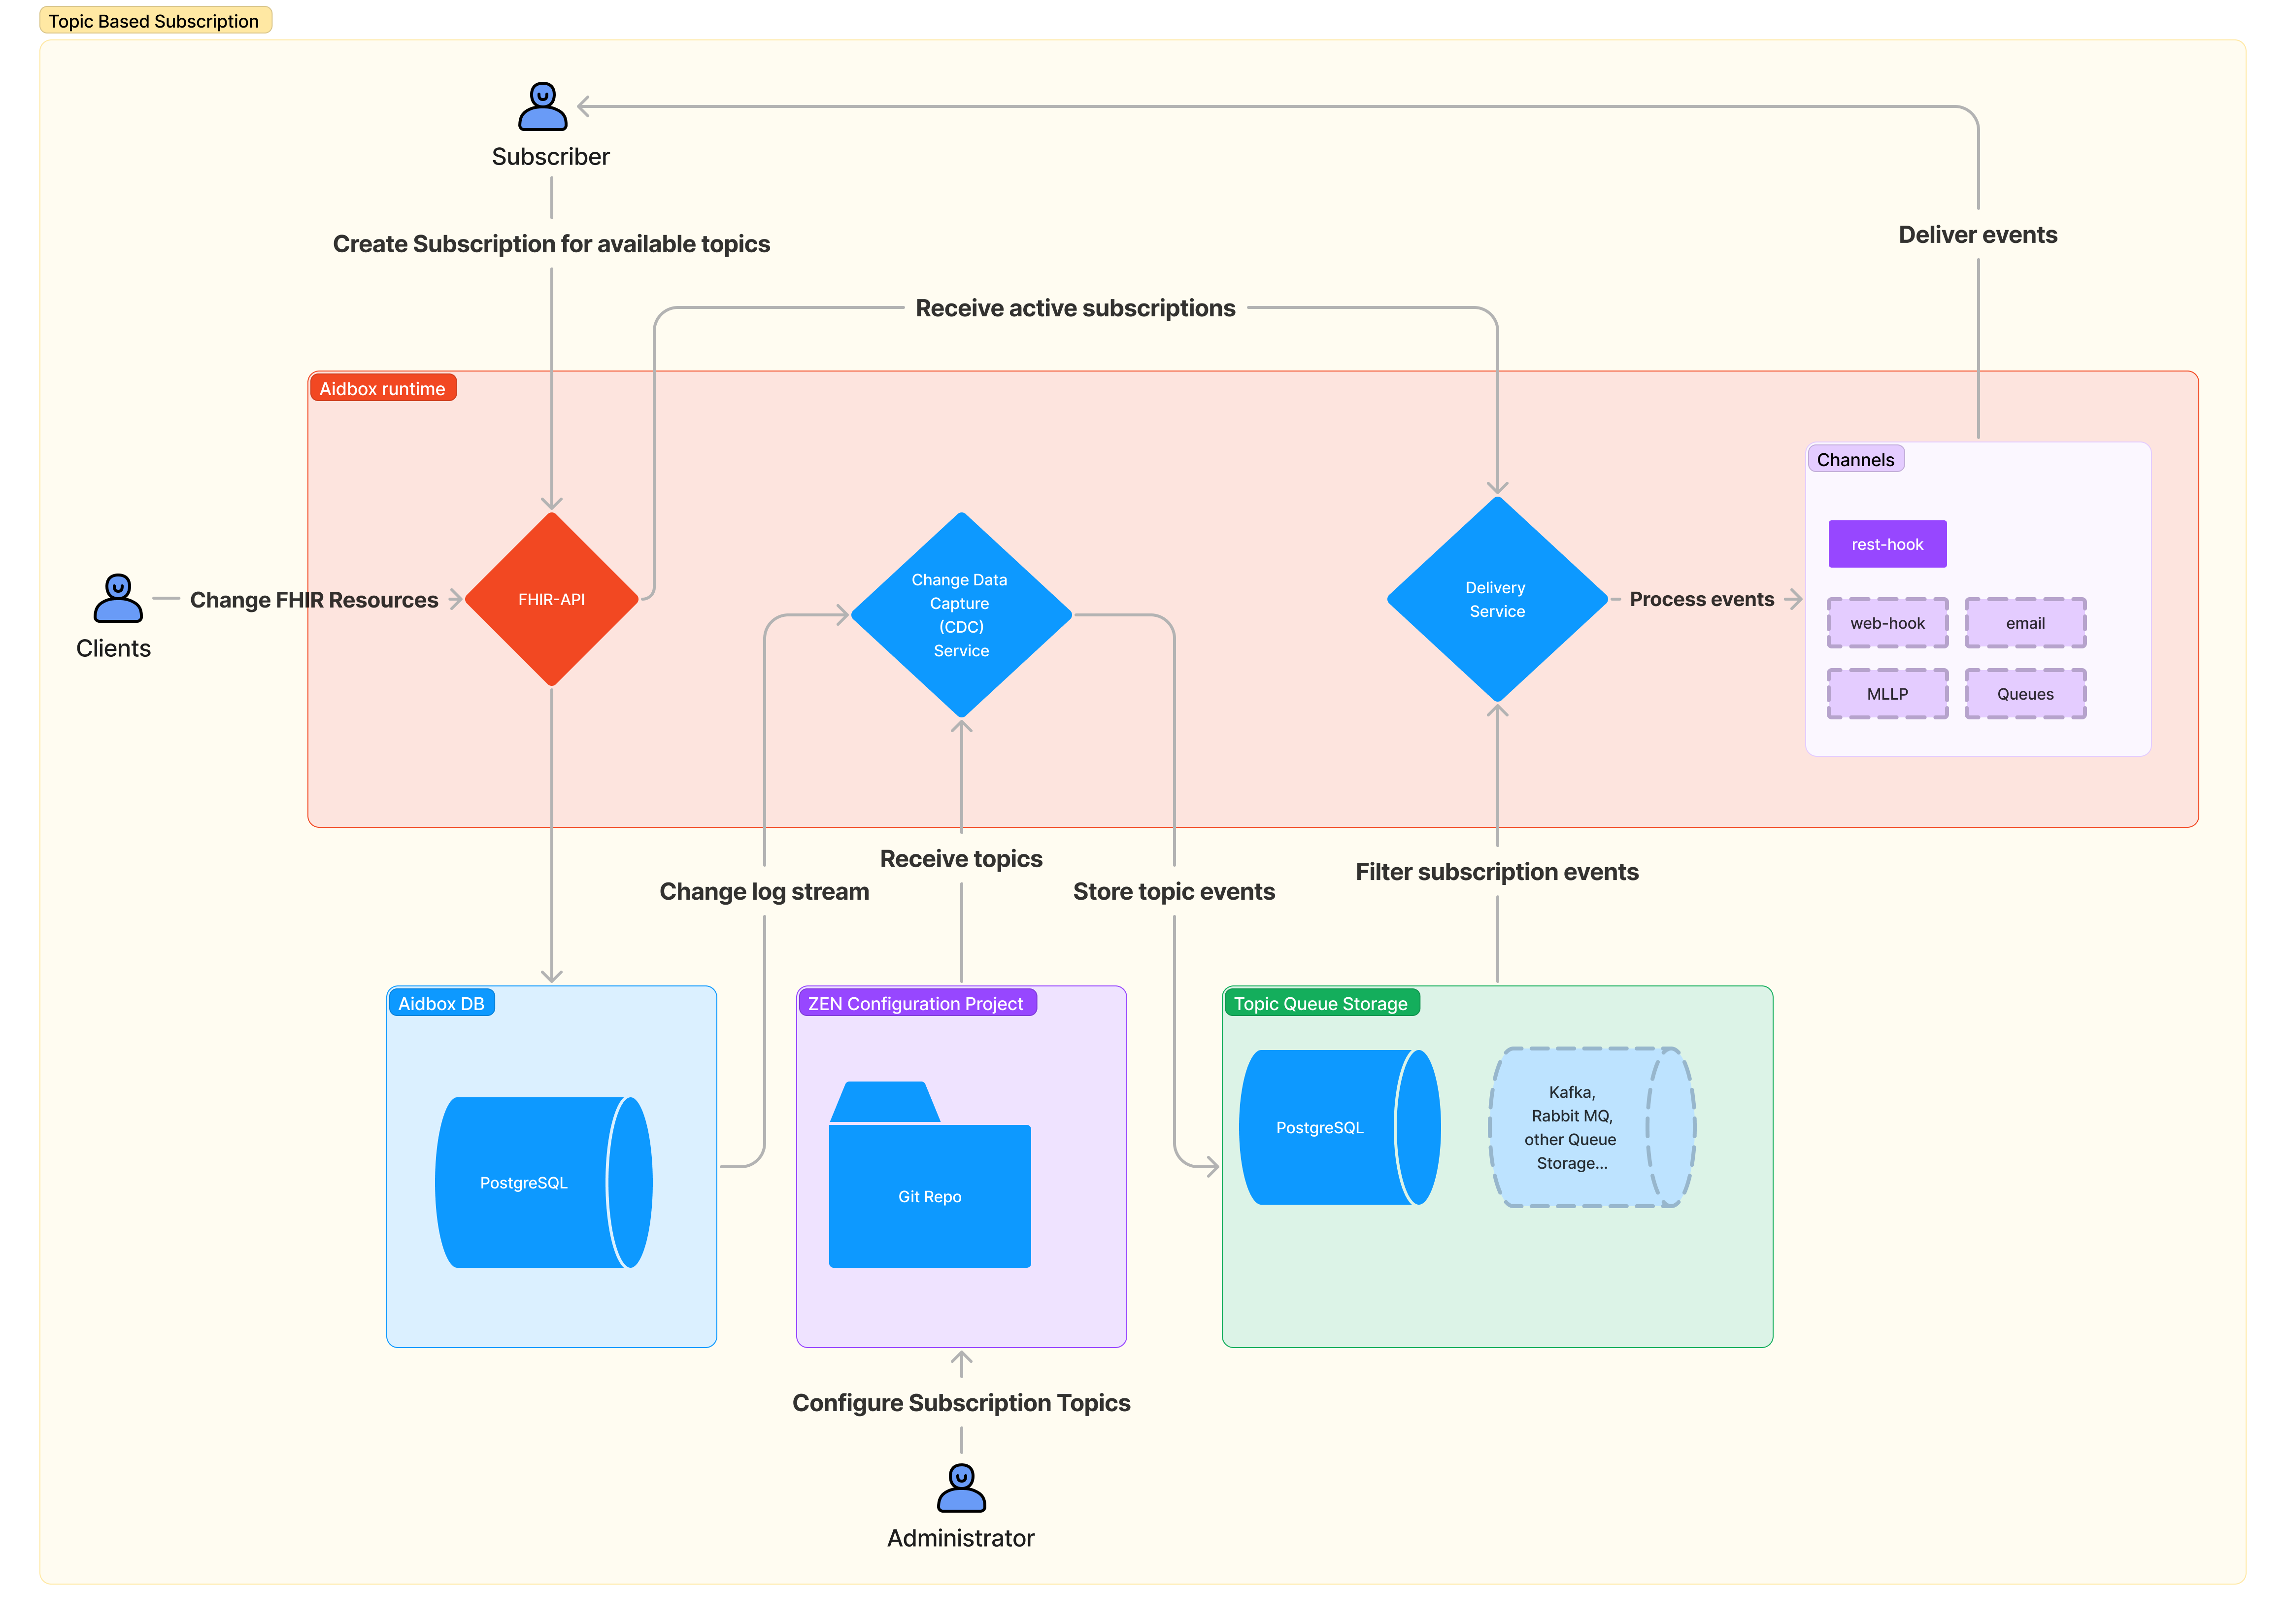 Topic Based Subscription
Subscriber
Create Subscription for available topics
Deliver events
Receive active subscriptions
Aidbox runtime
Channels
rest-hook
web-hook
email
MLLP
Queues
Clients
Change FHIR Resources
FHIR-API
Change Data
Capture
(CDC)
Service
Delivery
Service
Process events
Change log stream
Receive topics
Store topic events
Filter subscription events
Aidbox DB
PostgreSQL
ZEN Configuration Project
Git Repo
Topic Queue Storage
PostgreSQL
Kafka,
Rabbit MQ,
other Queue
Storage...
Configure Subscription Topics
Administrator